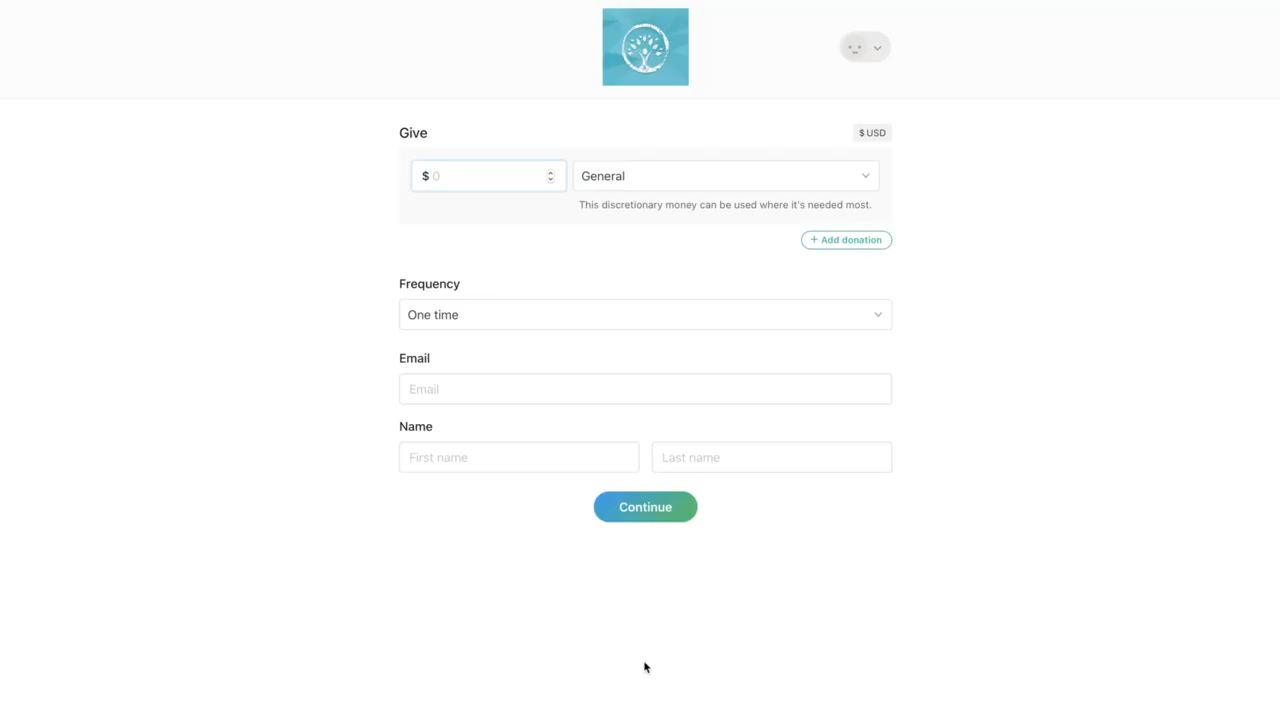 Give
$ USD
$ 0
General
This discretionary money can be used where it's needed most.
+ Add donation
Frequency
One time
Email
Email
Name
First name
Last name
Continue